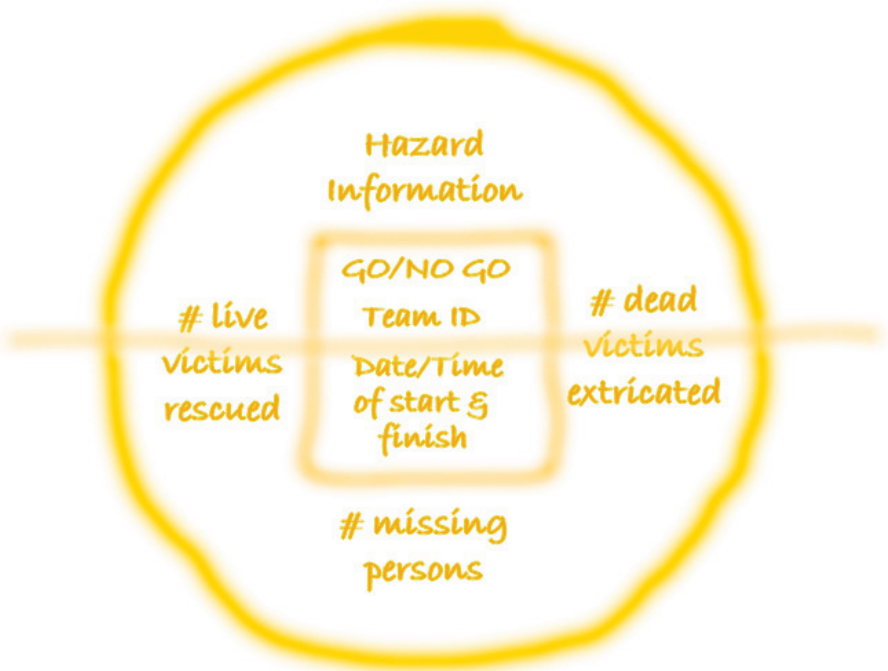 Hazard
Information
GO/NO GO
Team ID
Date/Time
of start &
finish
# live
victims
rescued
# dead
victims
extricated
# missing
persons